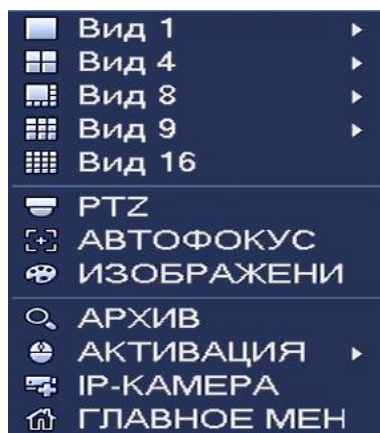 Вид 1
Вид 4
Вид 8
Вид 9
Вид 16
PTZ
АВТОФОКУС
ИЗОБРАЖЕНИ
АРХИВ
АКТИВАЦИЯ
IP-КАМЕРА
ГЛАВНОЕ МЕН